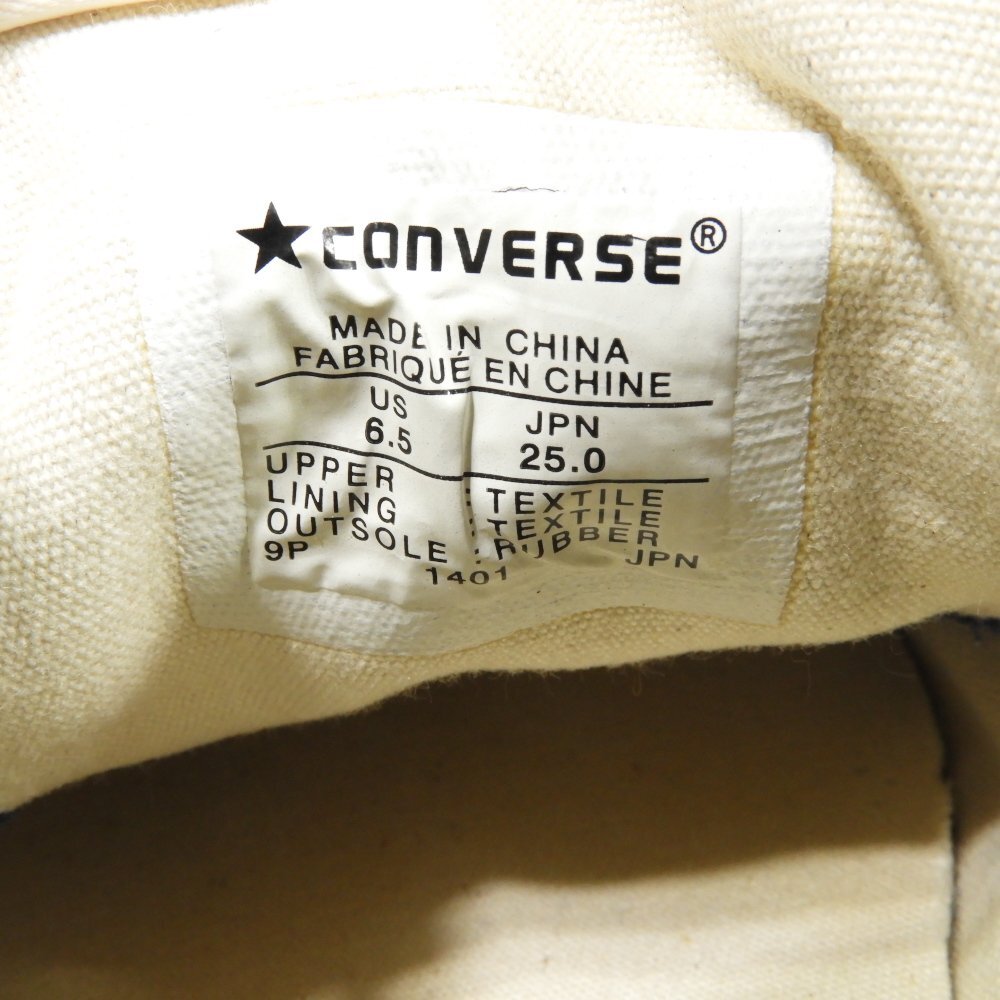 ★CONVERSE®
MADE IN CHINA
FABRIQUÉ EN CHINE
US JPN
6.5 25.0
UPPER : TEXTILE
LINING : TEXTILE
OUTSOLE : RUBBER
9P 1401 JPN